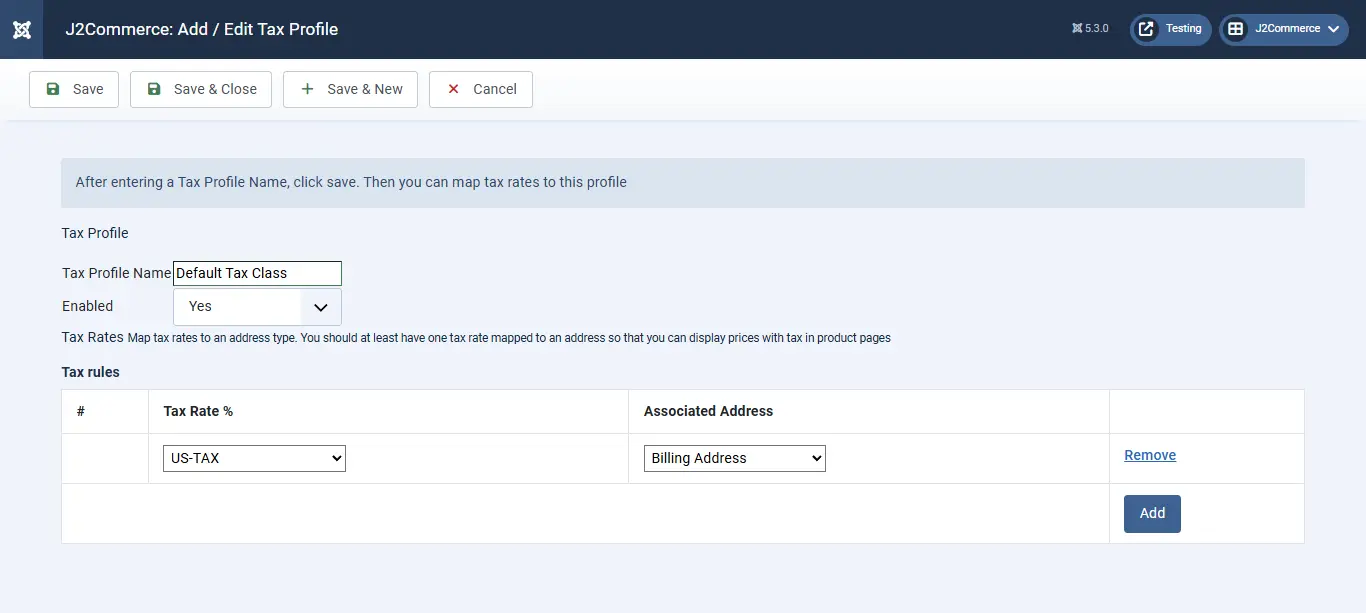 J2Commerce: Add / Edit Tax Profile
5.3.0
Testing
J2Commerce
Save
Save & Close
Save & New
Cancel
After entering a Tax Profile Name, click save. Then you can map tax rates to this profile
Tax Profile
Tax Profile Name Default Tax Class
Enabled Yes
Tax Rates Map tax rates to an address type. You should at least have one tax rate mapped to an address so that you can display prices with tax in product pages
Tax rules
# Tax Rate % Associated Address
US-TAX Billing Address Remove
Add